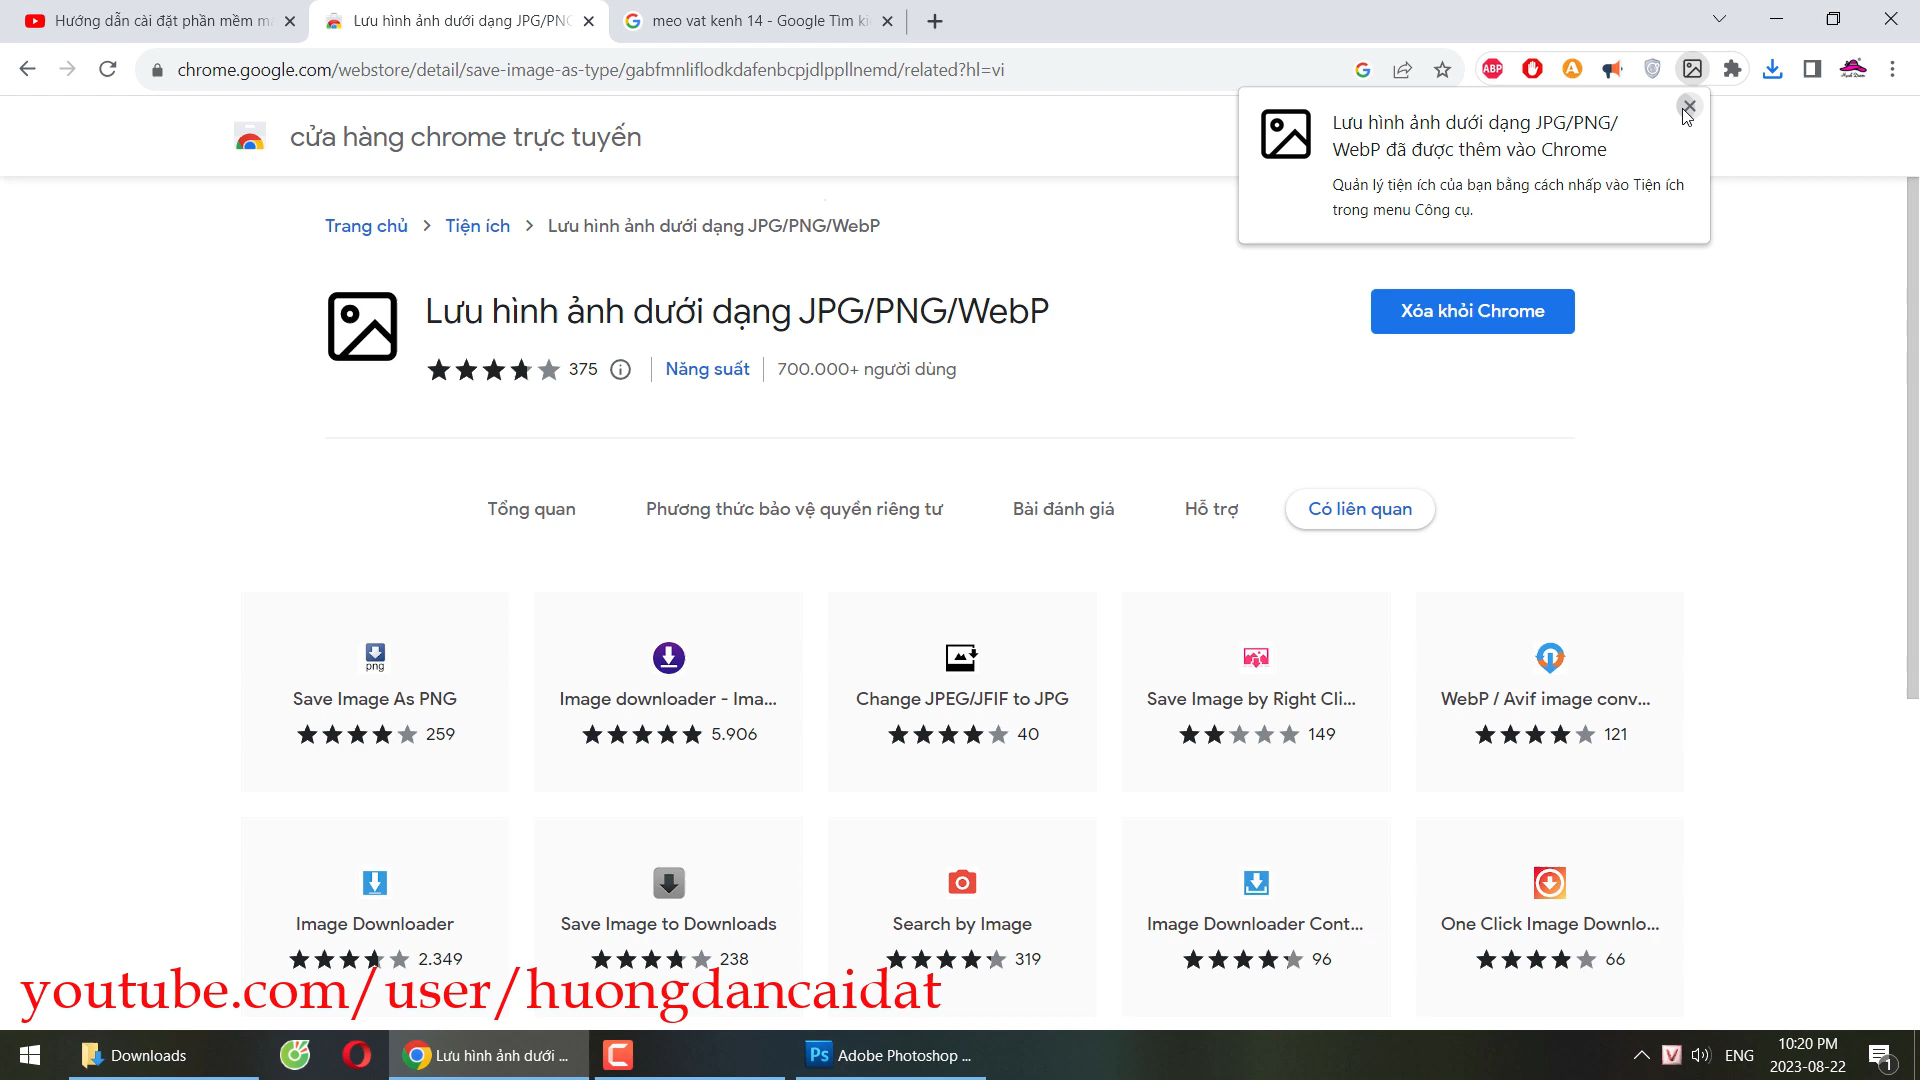 Hướng dẫn cài đặt phần mềm m
Lưu hình ảnh dưới dạng JPG/PN
meo vat kenh 14 - Google Tìm ki
chrome.google.com/webstore/detail/save-image-as-type/gabfmnliflodkdafenbcpjdlppllnemd/related?hl=vi
ABP
cửa hàng chrome trực tuyến
Lưu hình ảnh dưới dạng JPG/PNG/
WebP đã được thêm vào Chrome
Quản lý tiện ích của bạn bằng cách nhấp vào Tiện ích
trong menu Công cụ.
Trang chủ > Tiện ích > Lưu hình ảnh dưới dạng JPG/PNG/WebP
Lưu hình ảnh dưới dạng JPG/PNG/WebP
Xóa khỏi Chrome
375 Năng suất 700.000+ người dùng
Tổng quan Phương thức bảo vệ quyền riêng tư Bài đánh giá Hỗ trợ Có liên quan
png
Save Image As PNG Image downloader - Ima... Change JPEG/JFIF to JPG Save Image by Right Cli... WebP / Avif image conv...
259 5.906 40 149 121
Image Downloader Save Image to Downloads Search by Image Image Downloader Cont... One Click Image Downlo...
2.349 238 319 96 66
youtube.com/user/huongdancaidat
Downloads Lưu hình ảnh dưới ... Ps Adobe Photoshop ... V ENG 10:20 PM
2023-08-22 1